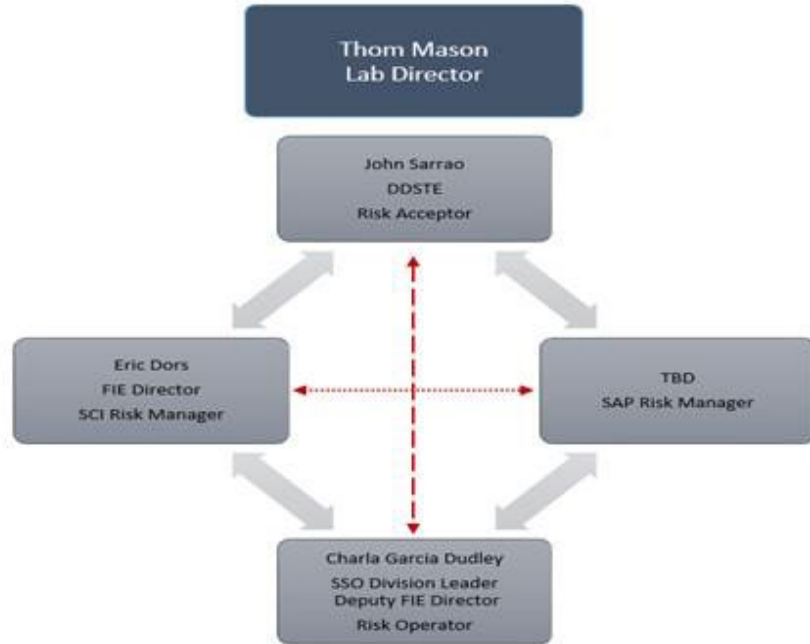 Thom Mason
Lab Director
John Sarrao
DDSTE
Risk Acceptor
Eric Dors
FIE Director
SCI Risk Manager
TBD
SAP Risk Manager
Charla Garcia Dudley
SSO Division Leader
Deputy FIE Director
Risk Operator